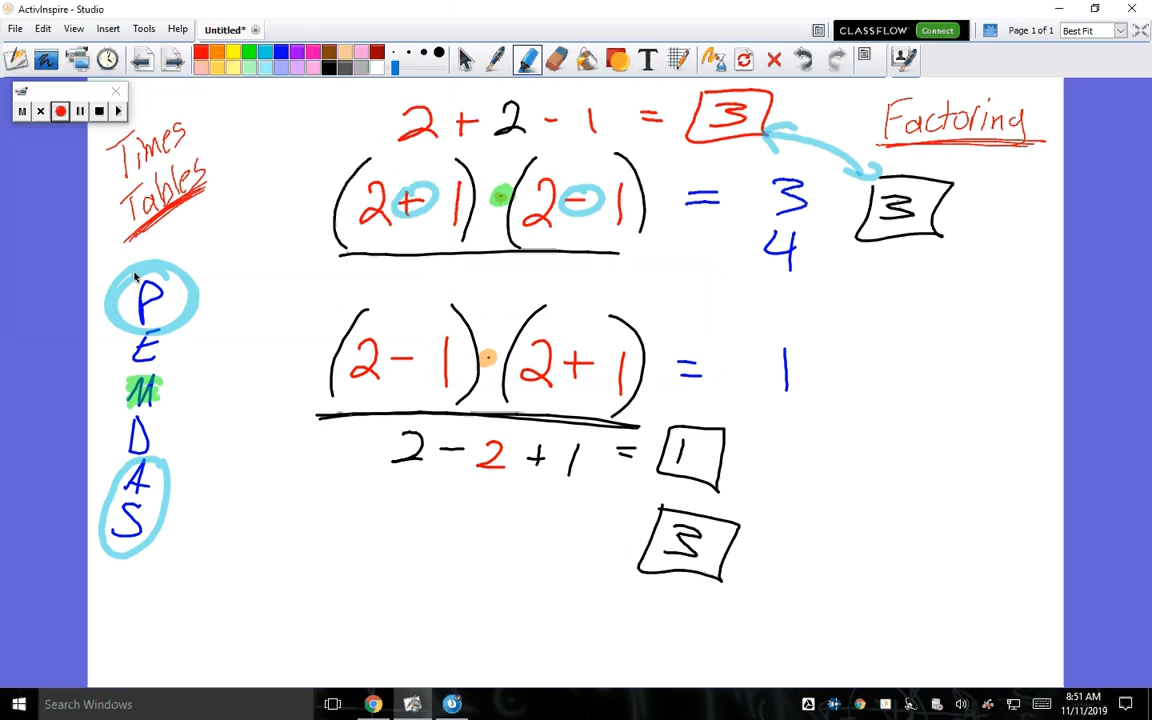 ActivInspire - Studio
File Edit View Insert Tools Help Untitled*
CLASSFLOW Connect Page 1 of 1 Best Fit
2 + 2 - 1 = 3
Factoring
Times
Tables
(2 + 1) · (2 - 1) = 3
3
4
P
E
M
D
A
S
(2 - 1) · (2 + 1) = 1
2 - 2 + 1 = 1
3
Search Windows
8:51 AM
11/11/2019